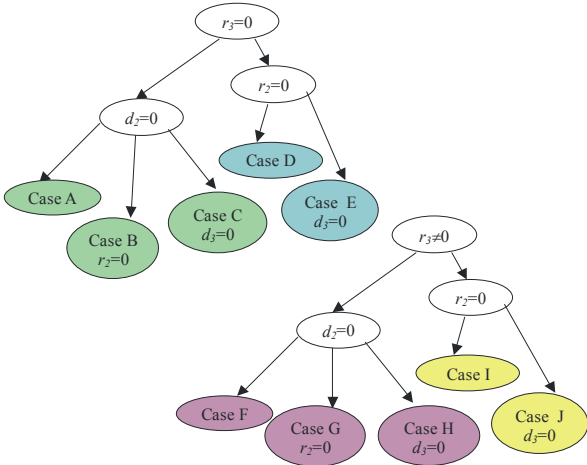 r₃=0
r₂=0
d₂=0
Case D
Case A
Case E
d₃=0
Case C
d₃=0
Case B
r₂=0
r₃≠0
r₂=0
d₂=0
Case I
Case F
Case J
d₃=0
Case G
r₂=0
Case H
d₃=0